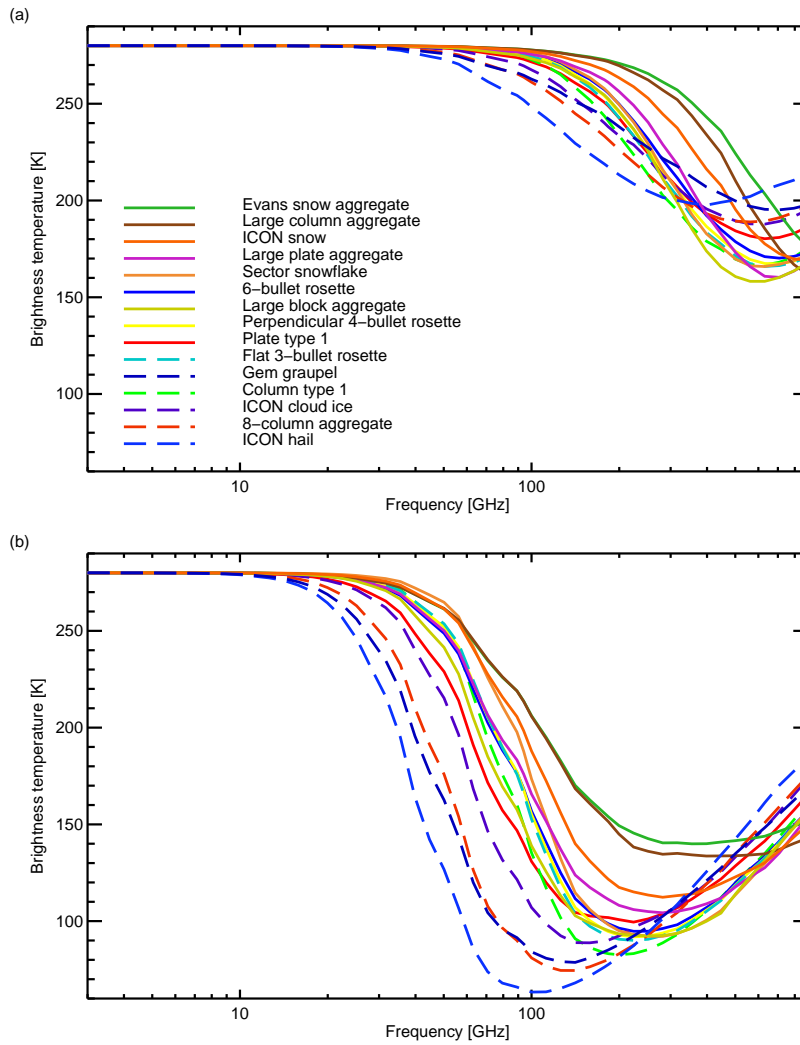 (a)
250
200
150
100
Brightness temperature [K]
Evans snow aggregate
Large column aggregate
ICON snow
Large plate aggregate
Sector snowflake
6−bullet rosette
Large block aggregate
Perpendicular 4−bullet rosette
Plate type 1
Flat 3−bullet rosette
Gem graupel
Column type 1
ICON cloud ice
8−column aggregate
ICON hail
10 100
Frequency [GHz]
(b)
250
200
150
100
Brightness temperature [K]
10 100
Frequency [GHz]